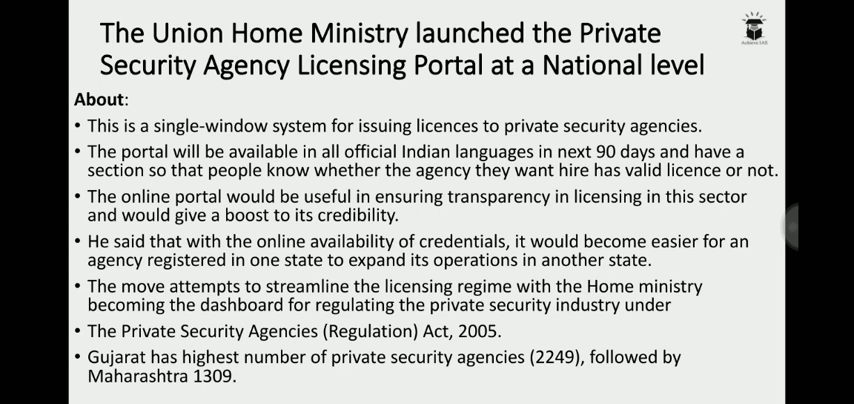 The Union Home Ministry launched the Private
Security Agency Licensing Portal at a National level
About:
• This is a single-window system for issuing licences to private security agencies.
• The portal will be available in all official Indian languages in next 90 days and have a
section so that people know whether the agency they want hire has valid licence or not.
• The online portal would be useful in ensuring transparency in licensing in this sector
and would give a boost to its credibility.
• He said that with the online availability of credentials, it would become easier for an
agency registered in one state to expand its operations in another state.
• The move attempts to streamline the licensing regime with the Home ministry
becoming the dashboard for regulating the private security industry under
• The Private Security Agencies (Regulation) Act, 2005.
• Gujarat has highest number of private security agencies (2249), followed by
Maharashtra 1309.